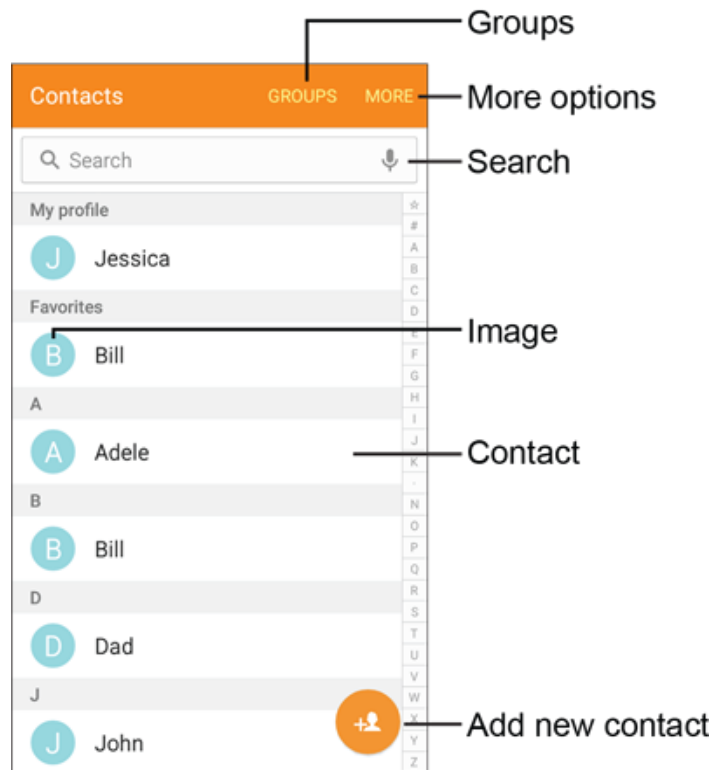 Groups
Contacts GROUPS MORE
More options
Search
Search
My profile
J Jessica
Favorites
B Bill
Image
A
A Adele
Contact
B
B Bill
D
D Dad
J
J John
Add new contact
☆
#
A
B
C
D
E
F
G
H
I
J
K
·
N
O
P
Q
R
S
T
U
V
W
X
Y
Z